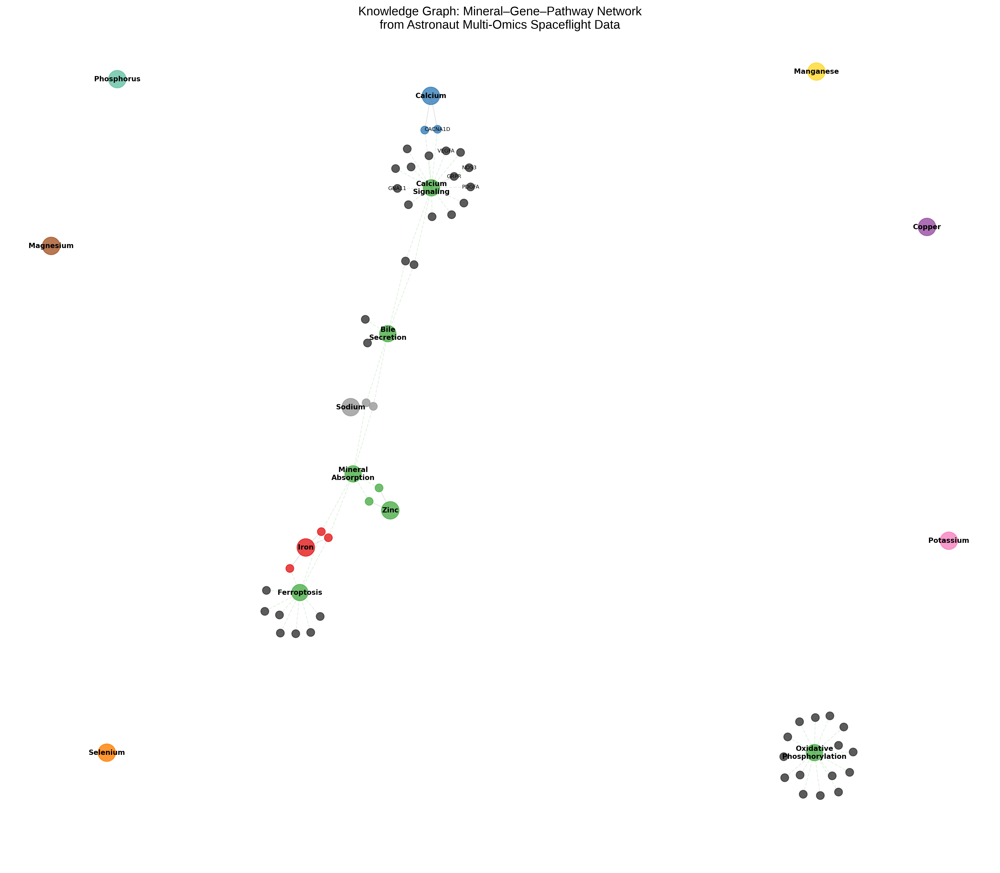 Knowledge Graph: Mineral–Gene–Pathway Network
from Astronaut Multi-Omics Spaceflight Data
Phosphorus
Manganese
Calcium
CACNA1D
VEGFA
NOS3
GRPR
Calcium
Signaling
GNA11
PDGFA
Copper
Magnesium
Bile
Secretion
Sodium
Mineral
Absorption
Zinc
Iron
Potassium
Ferroptosis
Selenium
Oxidative
Phosphorylation